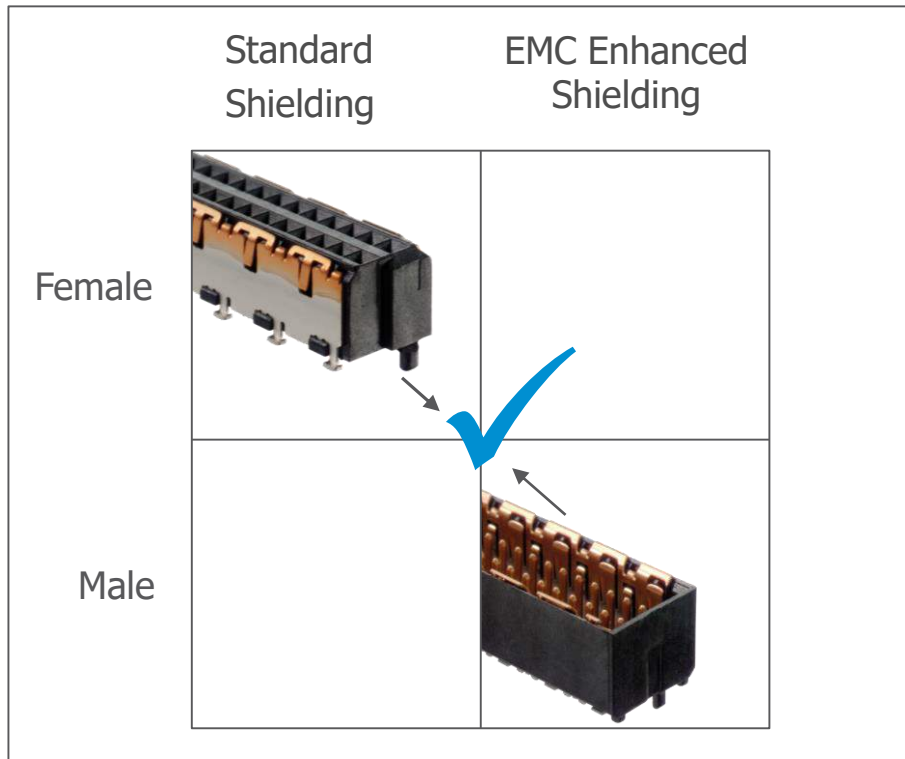 Standard
Shielding
EMC Enhanced
Shielding
Female
Male